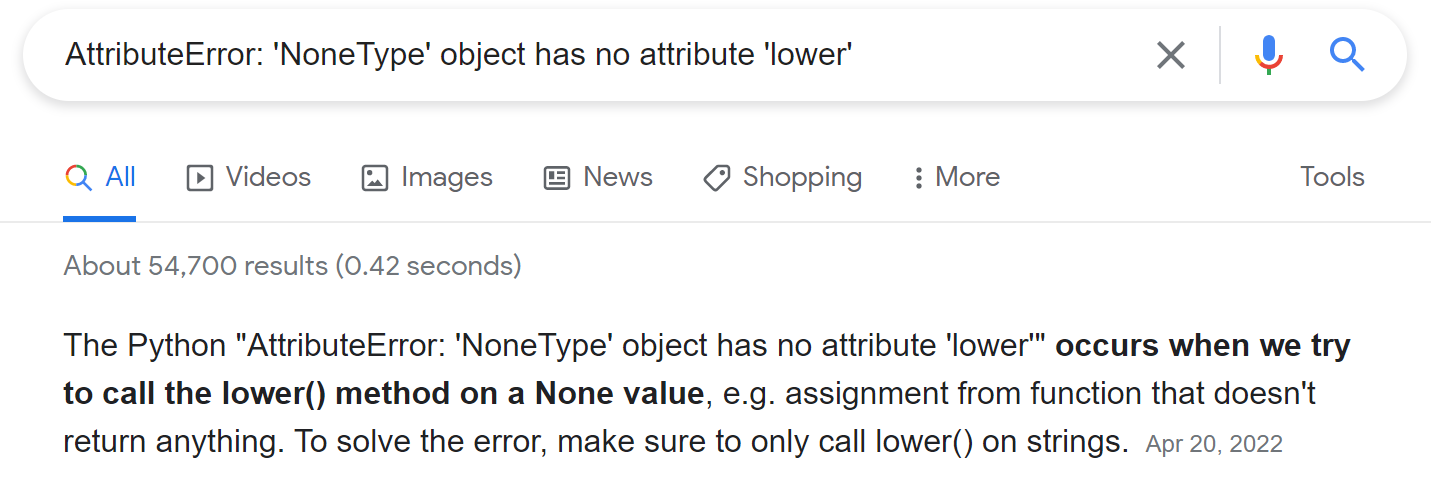 AttributeError: 'NoneType' object has no attribute 'lower'
All Videos Images News Shopping More Tools
About 54,700 results (0.42 seconds)
The Python "AttributeError: 'NoneType' object has no attribute 'lower'" occurs when we try
to call the lower() method on a None value, e.g. assignment from function that doesn't
return anything. To solve the error, make sure to only call lower() on strings. Apr 20, 2022